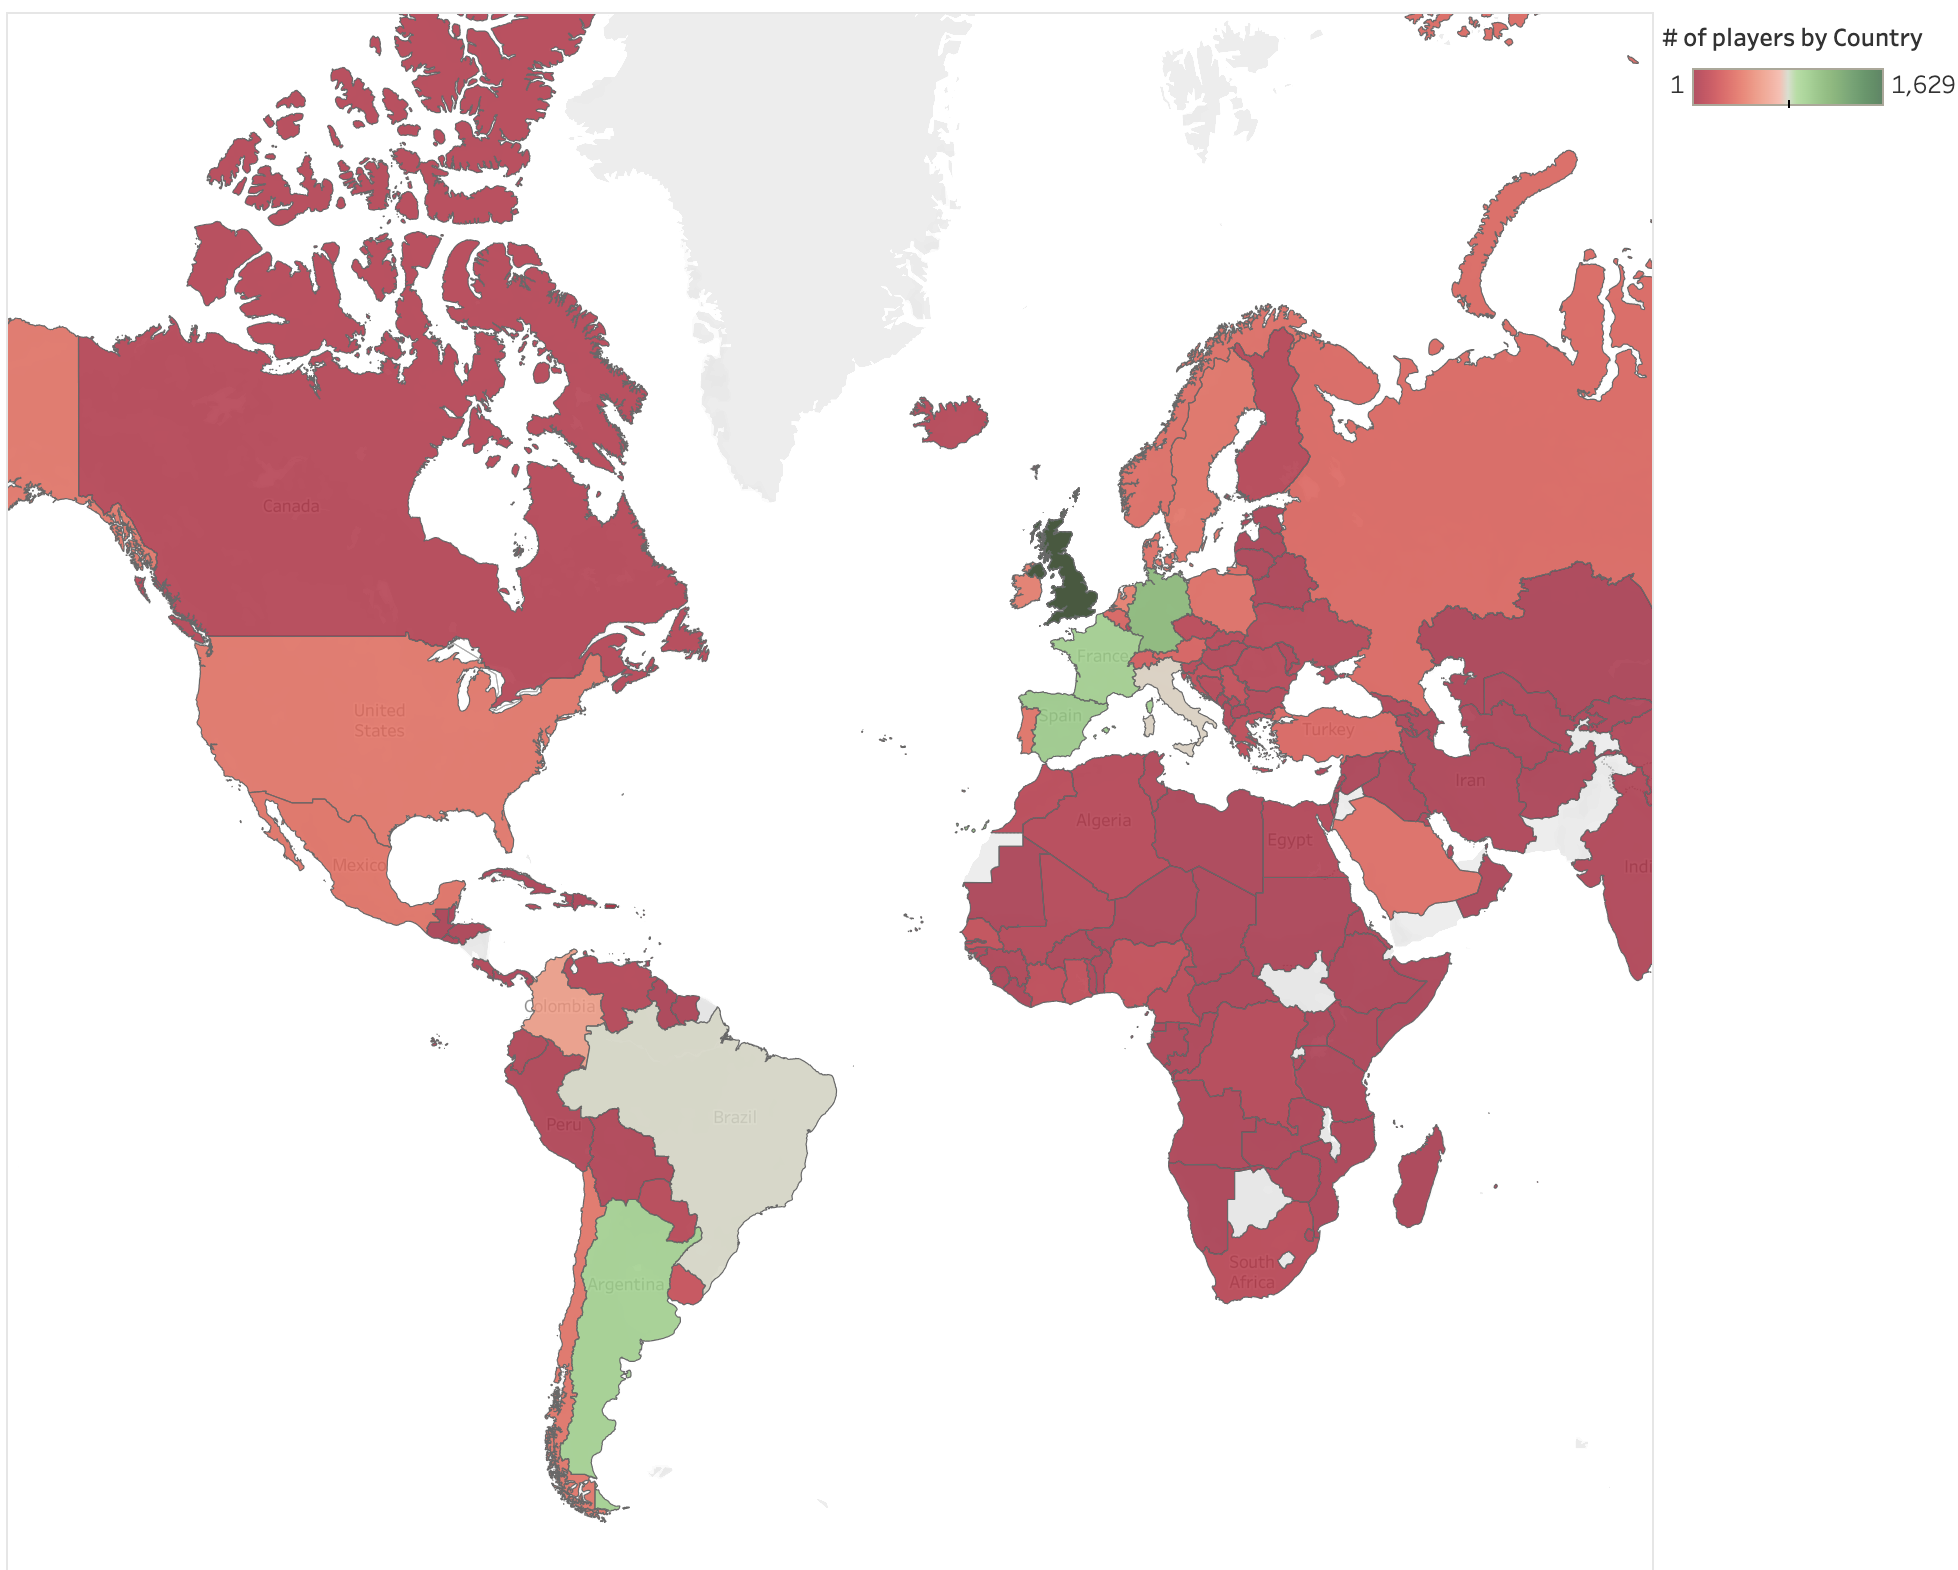 # of players by Country
1
1,629
Canada
United
States
Mexico
Colombia
Peru
Brazil
Argentina
France
Spain
Turkey
Iran
Algeria
Egypt
Indi
South
Africa